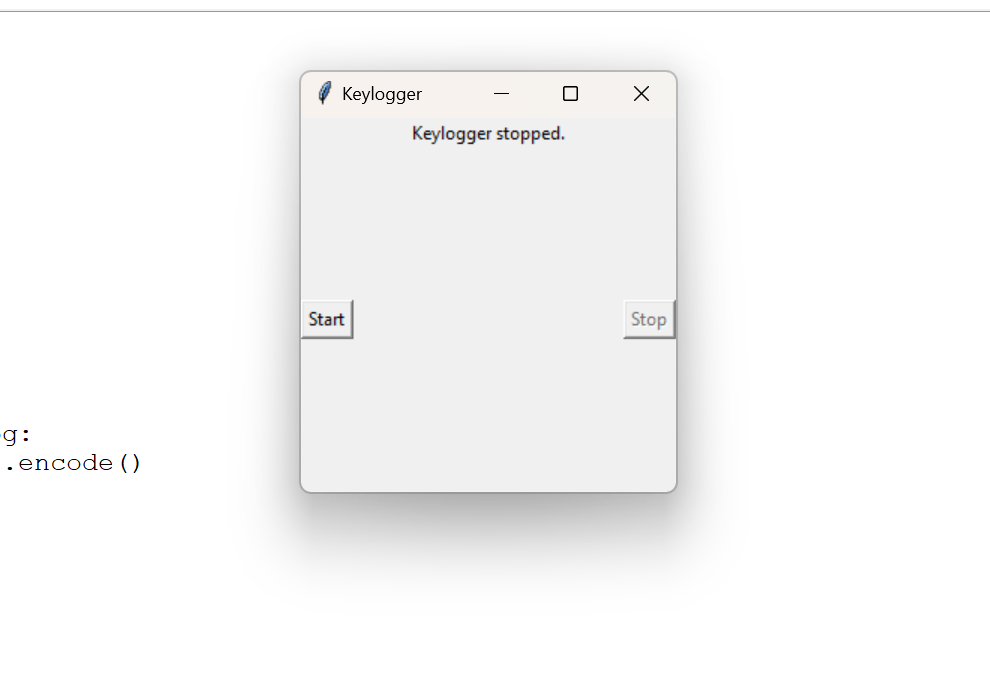 Keylogger
Keylogger stopped.
Start
Stop
g:
.encode()